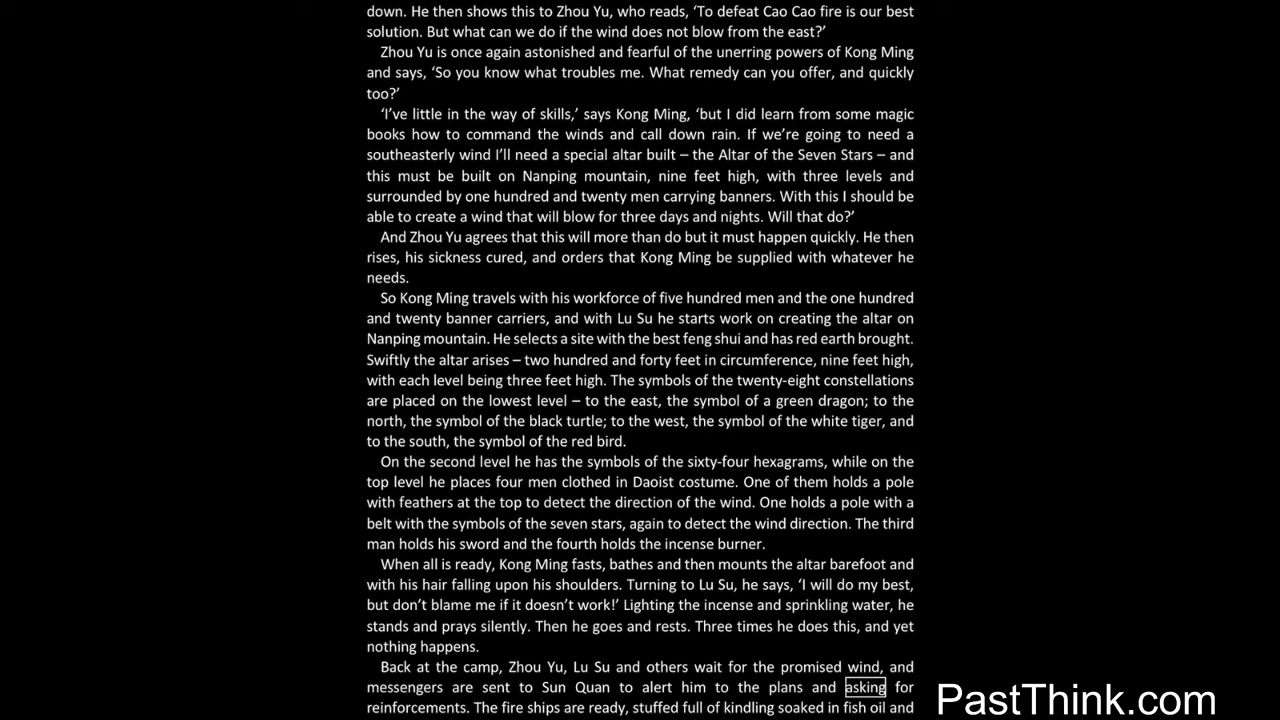 down. He then shows this to Zhou Yu, who reads, ‘To defeat Cao Cao fire is our best
solution. But what can we do if the wind does not blow from the east?’
Zhou Yu is once again astonished and fearful of the unerring powers of Kong Ming
and says, ‘So you know what troubles me. What remedy can you offer, and quickly
too?’
‘I’ve little in the way of skills,’ says Kong Ming, ‘but I did learn from some magic
books how to command the winds and call down rain. If we’re going to need a
southeasterly wind I’ll need a special altar built – the Altar of the Seven Stars – and
this must be built on Nanping mountain, nine feet high, with three levels and
surrounded by one hundred and twenty men carrying banners. With this I should be
able to create a wind that will blow for three days and nights. Will that do?’
And Zhou Yu agrees that this will more than do but it must happen quickly. He then
rises, his sickness cured, and orders that Kong Ming be supplied with whatever he
needs.
So Kong Ming travels with his workforce of five hundred men and the one hundred
and twenty banner carriers, and with Lu Su he starts work on creating the altar on
Nanping mountain. He selects a site with the best feng shui and has red earth brought.
Swiftly the altar arises – two hundred and forty feet in circumference, nine feet high,
with each level being three feet high. The symbols of the twenty-eight constellations
are placed on the lowest level – to the east, the symbol of a green dragon; to the
north, the symbol of the black turtle; to the west, the symbol of the white tiger, and
to the south, the symbol of the red bird.
On the second level he has the symbols of the sixty-four hexagrams, while on the
top level he places four men clothed in Daoist costume. One of them holds a pole
with feathers at the top to detect the direction of the wind. One holds a pole with a
belt with the symbols of the seven stars, again to detect the wind direction. The third
man holds his sword and the fourth holds the incense burner.
When all is ready, Kong Ming fasts, bathes and then mounts the altar barefoot and
with his hair falling upon his shoulders. Turning to Lu Su, he says, ‘I will do my best,
but don’t blame me if it doesn’t work!’ Lighting the incense and sprinkling water, he
stands and prays silently. Then he goes and rests. Three times he does this, and yet
nothing happens.
Back at the camp, Zhou Yu, Lu Su and others wait for the promised wind, and
messengers are sent to Sun Quan to alert him to the plans and asking for
reinforcements. The fire ships are ready, stuffed full of kindling soaked in fish oil and
PastThink.com